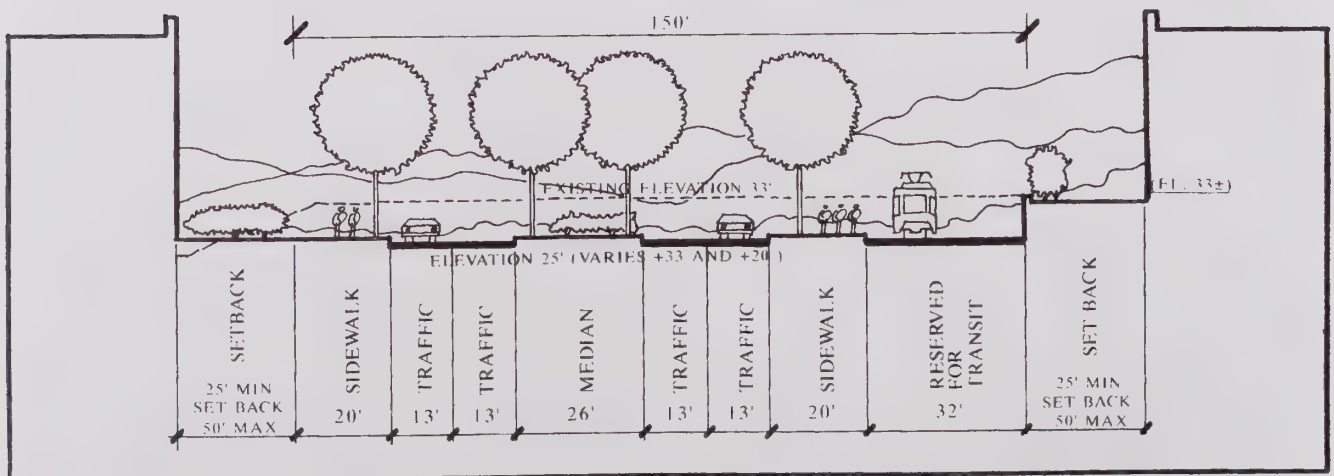 150'
EXISTING ELEVATION 33'
(EL. 33±)
ELEVATION 25' (VARIES +33 AND +20')
SETBACK
25' MIN
SET BACK
50' MAX
SIDEWALK
20'
TRAFFIC
13'
TRAFFIC
13'
MEDIAN
26'
TRAFFIC
13'
TRAFFIC
13'
SIDEWALK
20'
RESERVED
FOR
TRANSIT
32'
SET BACK
25' MIN
SET BACK
50' MAX